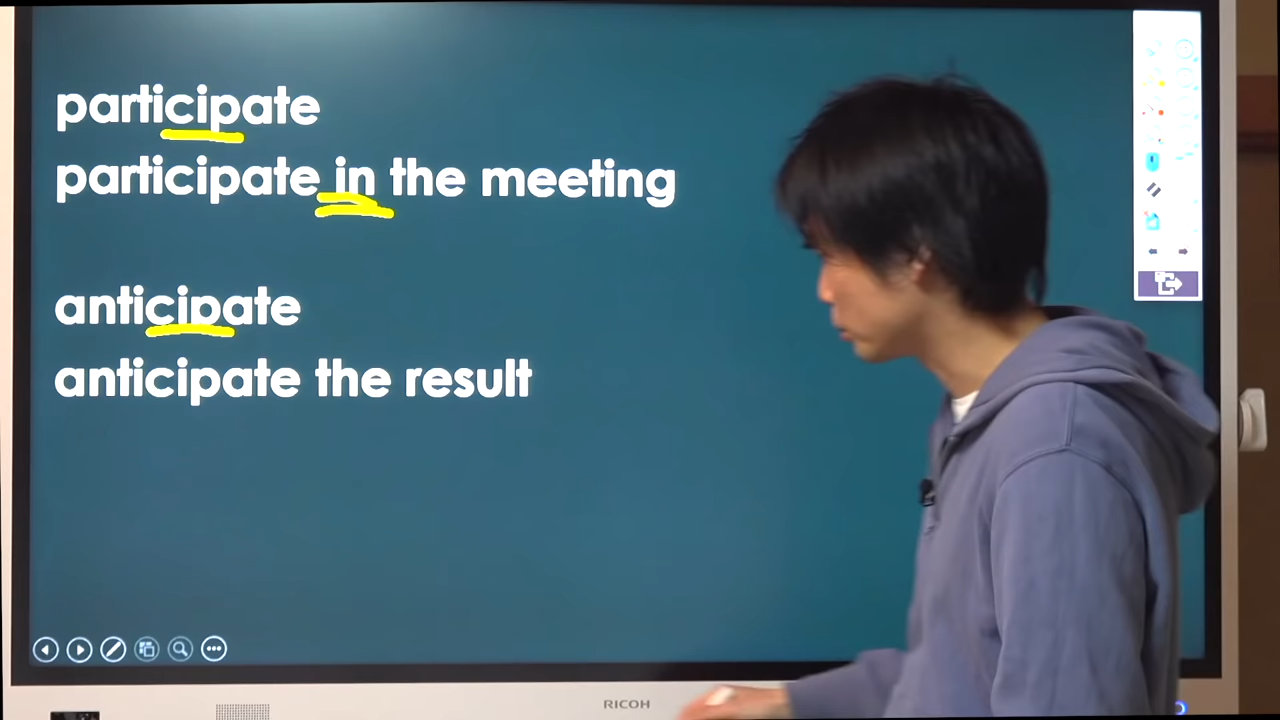 participate
participate in the meeting
anticipate
anticipate the result
RICOH